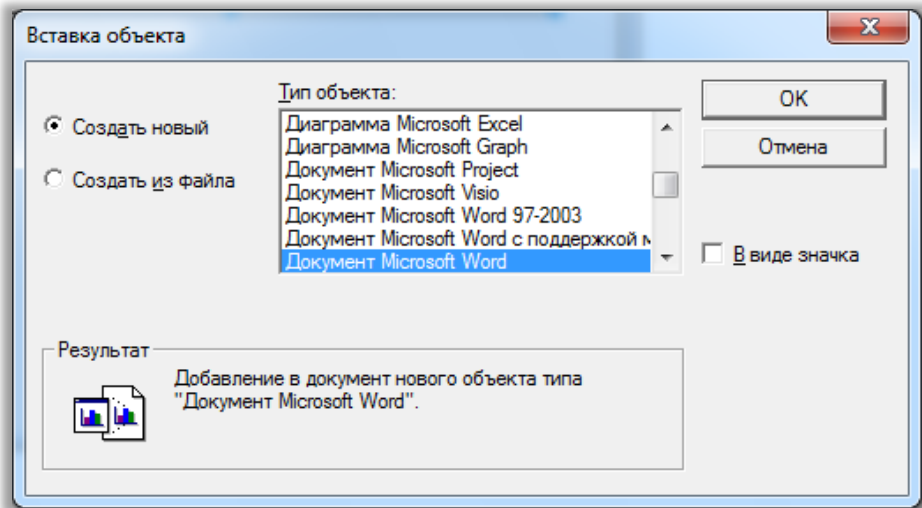 Вставка объекта
Тип объекта:
Создать новый
Создать из файла
Диаграмма Microsoft Excel
Диаграмма Microsoft Graph
Документ Microsoft Project
Документ Microsoft Visio
Документ Microsoft Word 97-2003
Документ Microsoft Word с поддержкой м
Документ Microsoft Word
OK
Отмена
В виде значка
Результат
Добавление в документ нового объекта типа
"Документ Microsoft Word".